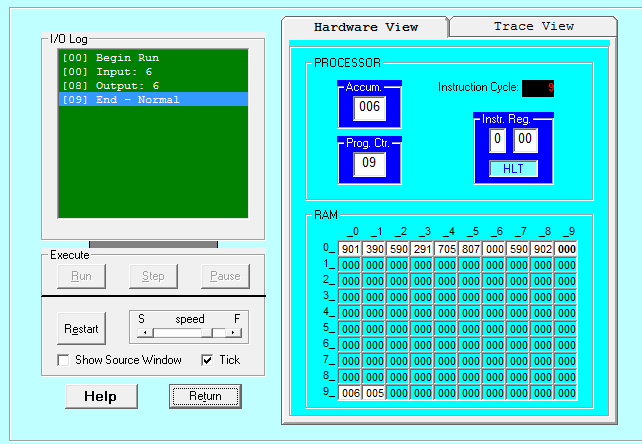 Hardware View
Trace View
I/O Log
[00] Begin Run
[00] Input: 6
[08] Output: 6
[09] End - Normal
PROCESSOR
Accum.
006
Instruction Cycle: 9
Prog. Ctr.
09
Instr. Reg.
0 00
HLT
RAM
_0 _1 _2 _3 _4 _5 _6 _7 _8 _9
0_ 901 390 590 291 705 807 000 590 902 000
1_ 000 000 000 000 000 000 000 000 000 000
2_ 000 000 000 000 000 000 000 000 000 000
3_ 000 000 000 000 000 000 000 000 000 000
4_ 000 000 000 000 000 000 000 000 000 000
5_ 000 000 000 000 000 000 000 000 000 000
6_ 000 000 000 000 000 000 000 000 000 000
7_ 000 000 000 000 000 000 000 000 000 000
8_ 000 000 000 000 000 000 000 000 000 000
9_ 006 005 000 000 000 000 000 000 000 000
Execute
Run Step Pause
Restart
S speed F
Show Source Window Tick
Help Return